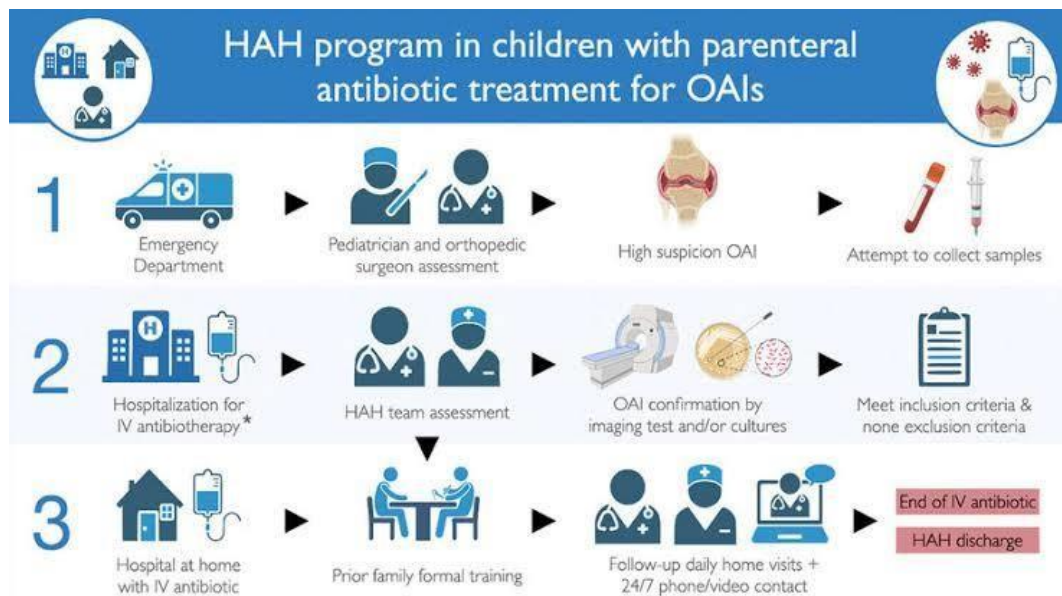 HAH program in children with parenteral
antibiotic treatment for OAIs
H
1
Emergency
Department
Pediatrician and orthopedic
surgeon assessment
High suspicion OAI
Attempt to collect samples
2
H
Hospitalization for
IV antibiotherapy*
HAH team assessment
OAI confirmation by
imaging test and/or cultures
Meet inclusion criteria &
none exclusion criteria
3
Hospital at home
with IV antibiotic
Prior family formal training
Follow-up daily home visits +
24/7 phone/video contact
End of IV antibiotic
HAH discharge